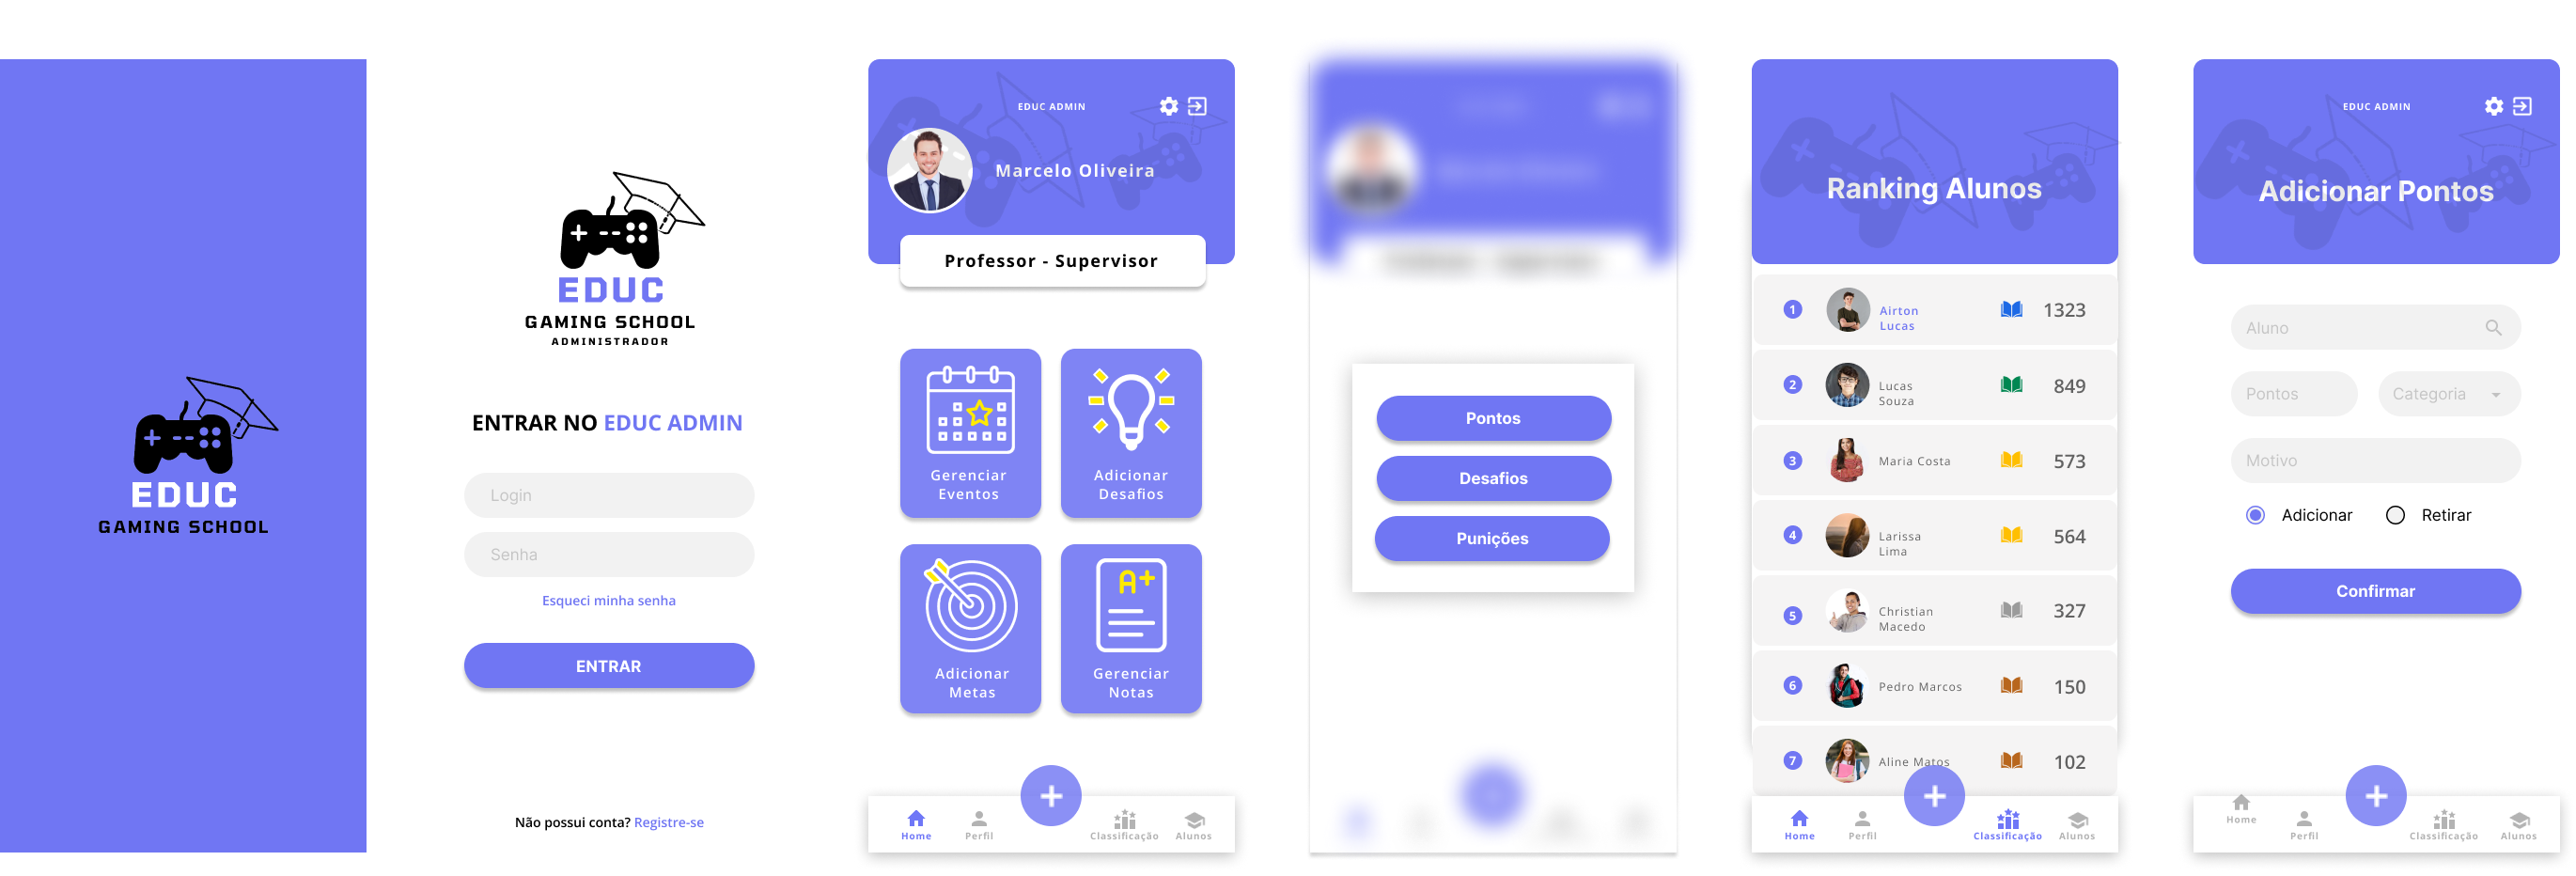 EDUC
GAMING SCHOOL
EDUC
GAMING SCHOOL
ADMINISTRADOR
ENTRAR NO EDUC ADMIN
Login
Senha
Esqueci minha senha
ENTRAR
Não possui conta? Registre-se
EDUC ADMIN
Marcelo Oliveira
Professor - Supervisor
Gerenciar
Eventos
Adicionar
Desafios
Adicionar
Metas
A+
Gerenciar
Notas
+
Home
Perfil
Classificação
Alunos
Pontos
Desafios
Punições
Ranking Alunos
1
Airton
Lucas
1323
2
Lucas
Souza
849
3
Maria Costa
573
4
Larissa
Lima
564
5
Christian
Macedo
327
6
Pedro Marcos
150
7
Aline Matos
102
+
Home
Perfil
Classificação
Alunos
EDUC ADMIN
Adicionar Pontos
Aluno
Pontos
Categoria
Motivo
Adicionar
Retirar
Confirmar
+
Home
Perfil
Classificação
Alunos